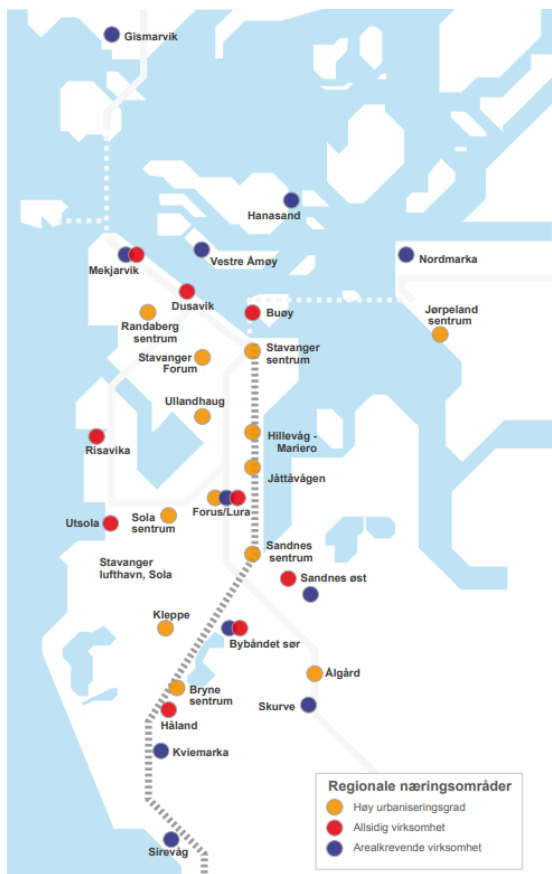 Gismarvik
Hanasand
Vestre Åmøy
Nordmarka
Mekjarvik
Dusavik
Buøy
Jørpeland
sentrum
Randaberg
sentrum
Stavanger
sentrum
Stavanger
Forum
Ullandhaug
Hillevåg -
Mariero
Risavika
Jåttåvågen
Forus/Lura
Utsola
Sola
sentrum
Sandnes
sentrum
Stavanger
lufthavn, Sola
Sandnes øst
Kleppe
Bybåndet sør
Ålgård
Bryne
sentrum
Skurve
Håland
Kviemarka
Sirevåg
Regionale næringsområder
Høy urbaniseringsgrad
Allsidig virksomhet
Arealkrevende virksomhet